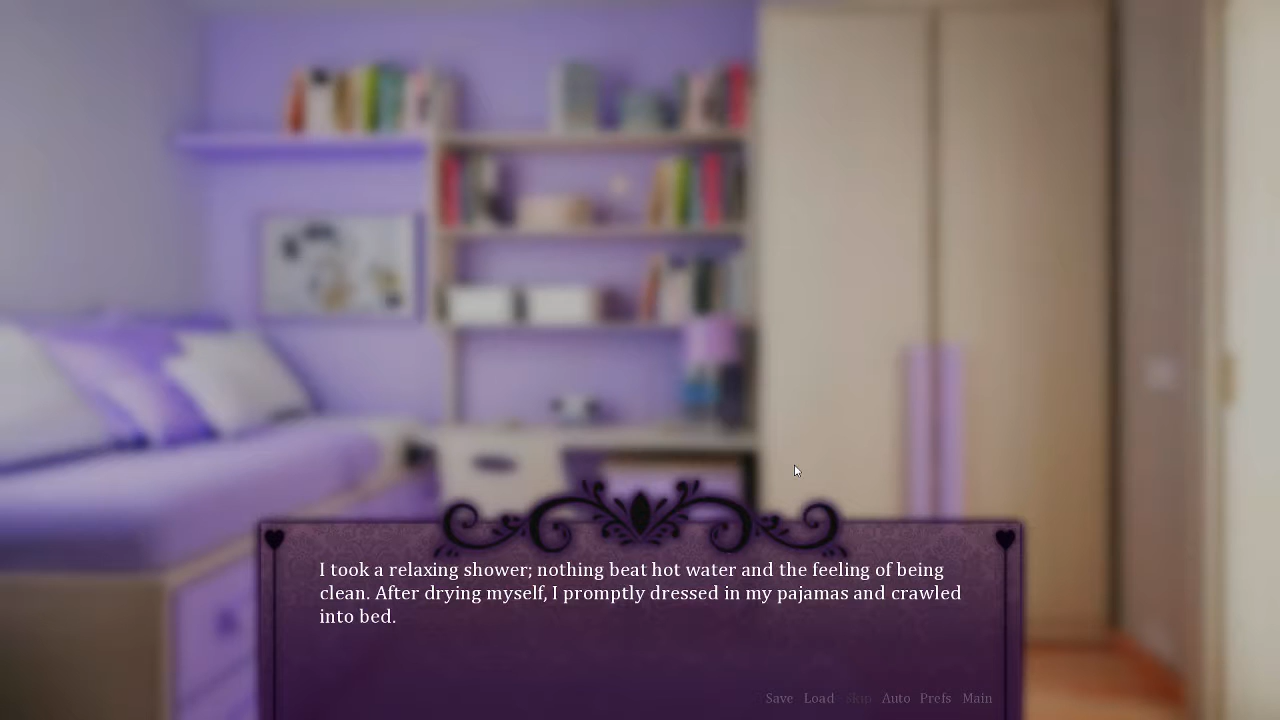 I took a relaxing shower; nothing beat hot water and the feeling of being
clean. After drying myself, I promptly dressed in my pajamas and crawled
into bed.
Save Load Skip Auto Prefs Main